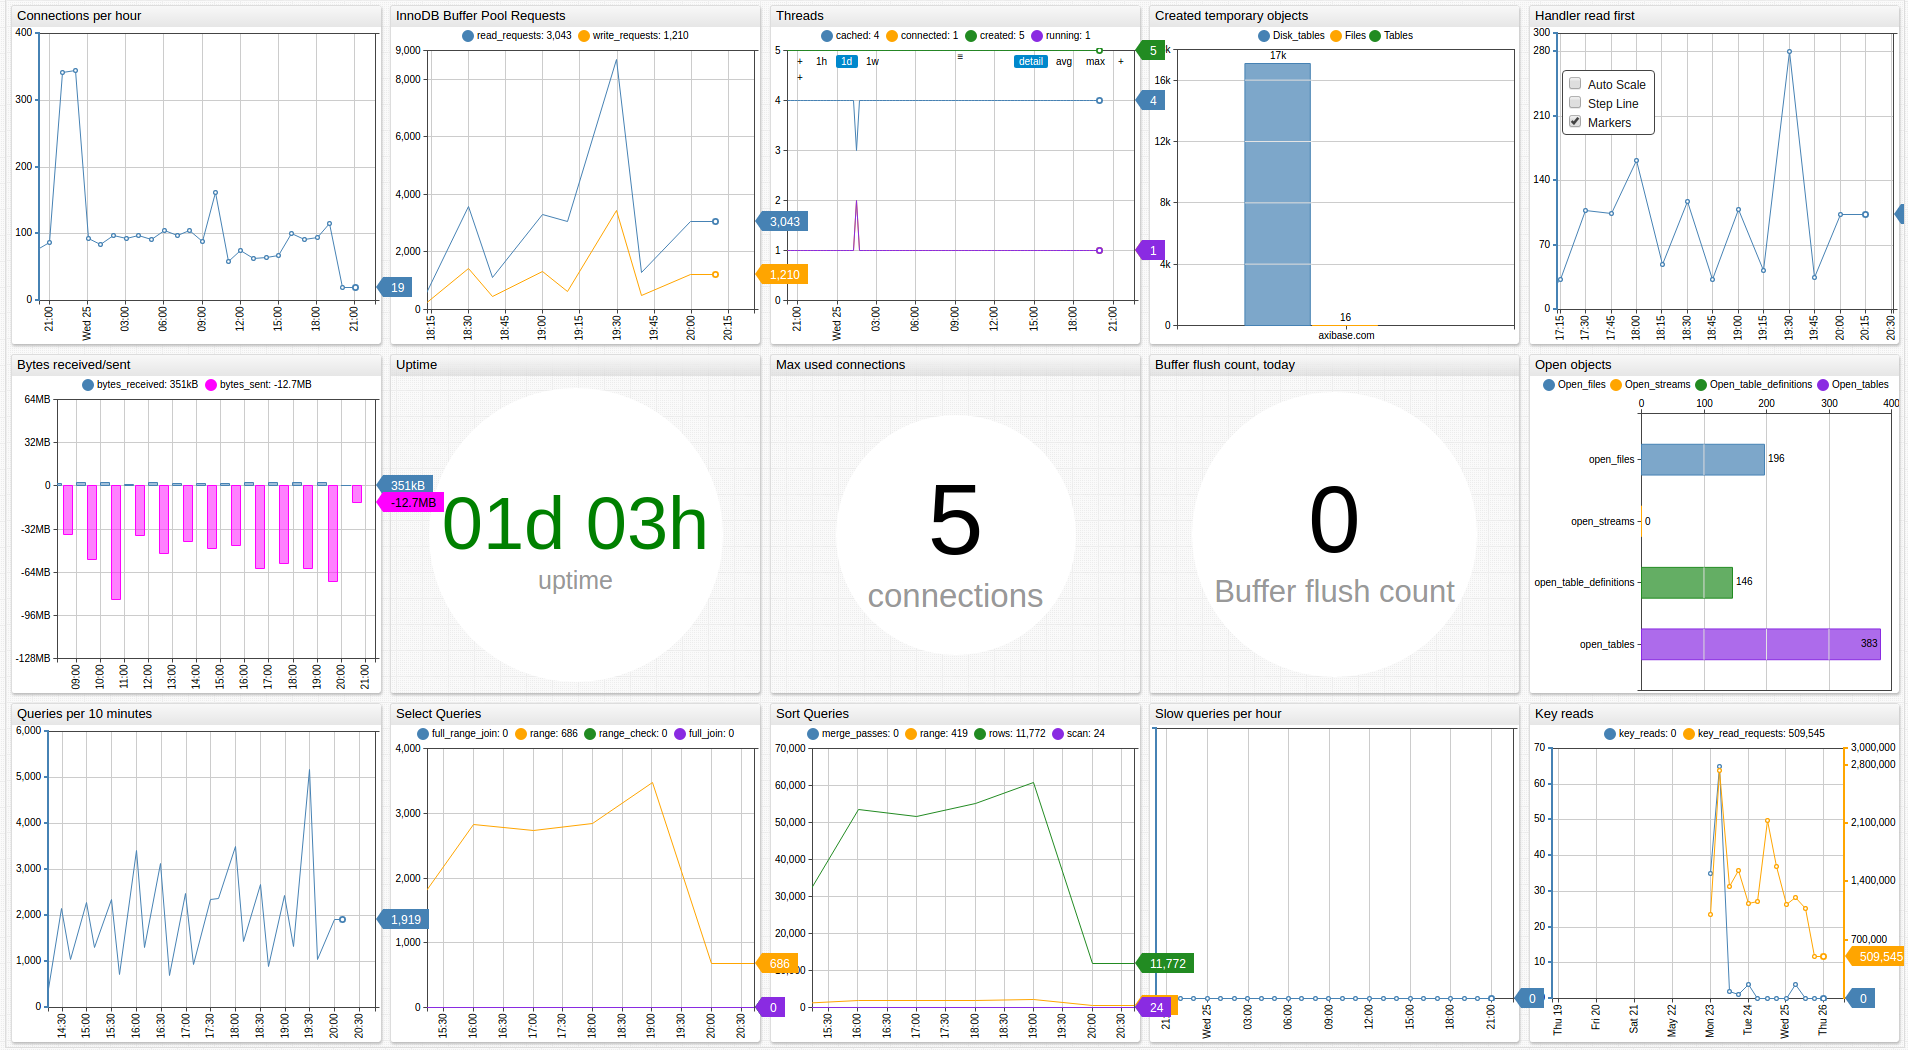 Connections per hour
400
300
200
100
0
21:00
Wed 25
03:00
06:00
09:00
12:00
15:00
18:00
21:00
19
InnoDB Buffer Pool Requests
read_requests: 3,043 write_requests: 1,210
9,000
8,000
6,000
4,000
2,000
0
18:15
18:30
18:45
19:00
19:15
19:30
19:45
20:00
20:15
3,043
1,210
Threads
cached: 4 connected: 1 created: 5 running: 1
+ 1h 1d 1w ≡ detail avg max +
+
5
4
3
2
1
0
21:00
Wed 25
03:00
06:00
09:00
12:00
15:00
18:00
21:00
5
4
1
Created temporary objects
Disk_tables Files Tables
k
16k
12k
8k
4k
0
17k
16
axibase.com
Handler read first
300
280
210
140
70
0
Auto Scale
Step Line
Markers
17:15
17:30
17:45
18:00
18:15
18:30
18:45
19:00
19:15
19:30
19:45
20:00
20:15
20:30
Bytes received/sent
bytes_received: 351kB bytes_sent: -12.7MB
64MB
32MB
0
-32MB
-64MB
-96MB
-128MB
09:00
10:00
11:00
12:00
13:00
14:00
15:00
16:00
17:00
18:00
19:00
20:00
21:00
351kB
-12.7MB
Uptime
01d 03h
uptime
Max used connections
5
connections
Buffer flush count, today
0
Buffer flush count
Open objects
Open_files Open_streams Open_table_definitions Open_tables
0
100
200
300
400
open_files
196
open_streams
0
open_table_definitions
146
open_tables
383
Queries per 10 minutes
6,000
5,000
4,000
3,000
2,000
1,000
0
14:30
15:00
15:30
16:00
16:30
17:00
17:30
18:00
18:30
19:00
19:30
20:00
20:30
1,919
Select Queries
full_range_join: 0 range: 686 range_check: 0 full_join: 0
4,000
3,000
2,000
1,000
0
15:30
16:00
16:30
17:00
17:30
18:00
18:30
19:00
19:30
20:00
20:30
686
0
Sort Queries
merge_passes: 0 range: 419 rows: 11,772 scan: 24
70,000
60,000
50,000
40,000
30,000
20,000
0
15:30
16:00
16:30
17:00
17:30
18:00
18:30
19:00
19:30
20:00
20:30
11,772
24
Slow queries per hour
Wed 25
03:00
06:00
09:00
12:00
15:00
18:00
21:00
0
Key reads
key_reads: 0 key_read_requests: 509,545
70
60
50
40
30
20
10
3,000,000
2,800,000
2,100,000
1,400,000
700,000
Thu 19
Fri 20
Sat 21
May 22
Mon 23
Tue 24
Wed 25
Thu 26
509,545
0